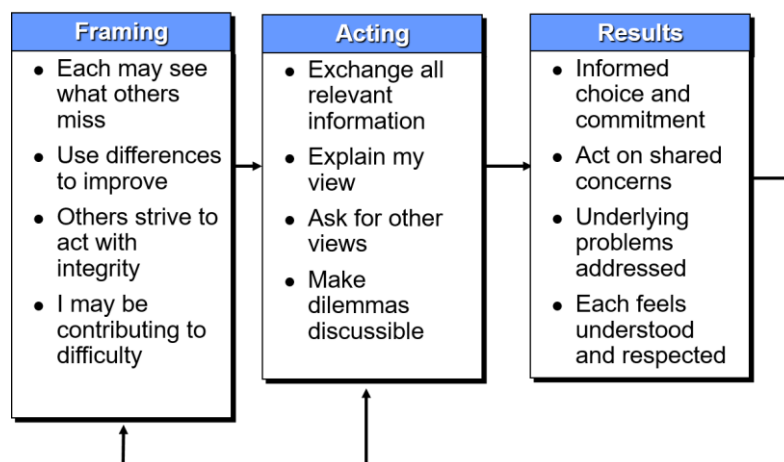 Framing
• Each may see
what others
miss
• Use differences
to improve
• Others strive to
act with
integrity
• I may be
contributing to
difficulty
Acting
• Exchange all
relevant
information
• Explain my
view
• Ask for other
views
• Make
dilemmas
discussible
Results
• Informed
choice and
commitment
• Act on shared
concerns
• Underlying
problems
addressed
• Each feels
understood
and respected